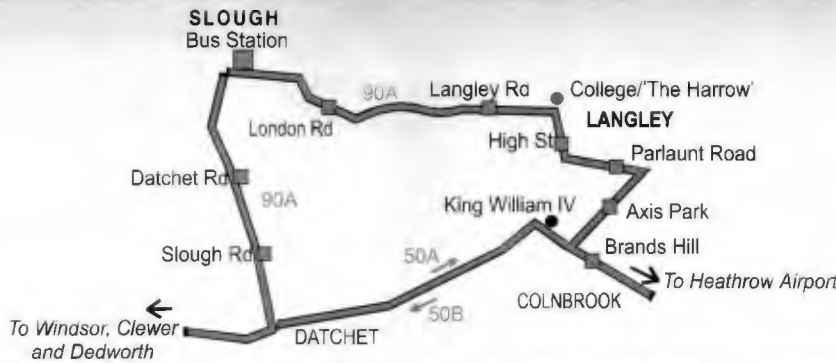 SLOUGH
Bus Station
90A
Langley Rd
College/'The Harrow'
London Rd
LANGLEY
High St
Parlaunt Road
Datchet Rd
90A
King William IV
Axis Park
Slough Rd
50A
Brands Hill
To Heathrow Airport
COLNBROOK
50B
To Windsor, Clewer
and Dedworth
DATCHET